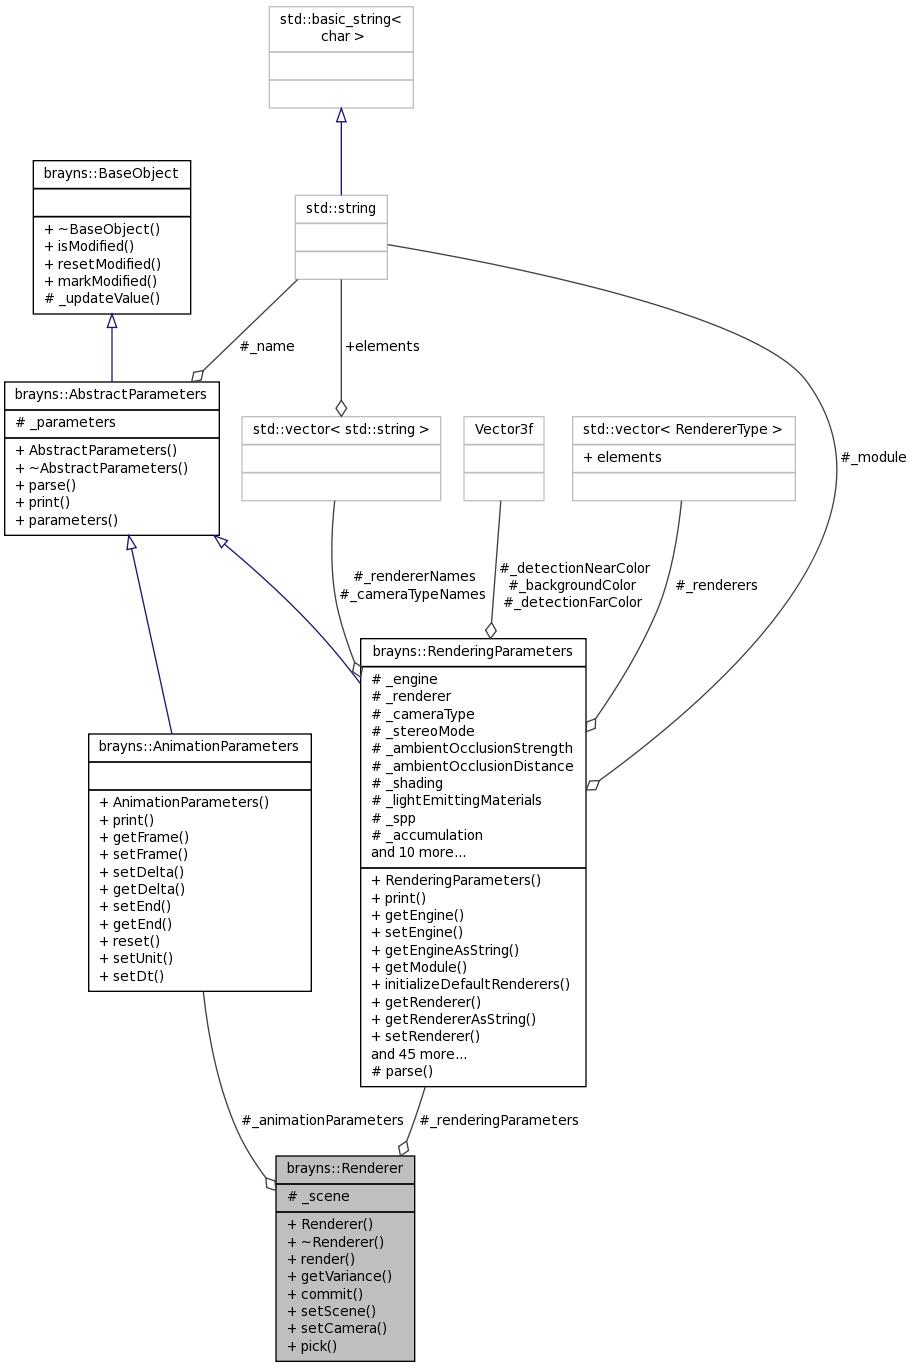 std::basic_string<
char >
brayns::BaseObject
+ ~BaseObject()
+ isModified()
+ resetModified()
+ markModified()
# _updateValue()
std::string
#_name
+elements
#_module
brayns::AbstractParameters
# _parameters
+ AbstractParameters()
+ ~AbstractParameters()
+ parse()
+ print()
+ parameters()
std::vector< std::string >
Vector3f
std::vector< RendererType >
+ elements
#_rendererNames
#_cameraTypeNames
#_detectionNearColor
#_backgroundColor
#_detectionFarColor
#_renderers
brayns::RenderingParameters
# _engine
# _renderer
# _cameraType
# _stereoMode
# _ambientOcclusionStrength
# _ambientOcclusionDistance
# _shading
# _lightEmittingMaterials
# _spp
# _accumulation
and 10 more...
+ RenderingParameters()
+ print()
+ getEngine()
+ setEngine()
+ getEngineAsString()
+ getModule()
+ initializeDefaultRenderers()
+ getRenderer()
+ getRendererAsString()
+ setRenderer()
and 45 more...
# parse()
brayns::AnimationParameters
+ AnimationParameters()
+ print()
+ getFrame()
+ setFrame()
+ setDelta()
+ getDelta()
+ setEnd()
+ getEnd()
+ reset()
+ setUnit()
+ setDt()
#_animationParameters
#_renderingParameters
brayns::Renderer
# _scene
+ Renderer()
+ ~Renderer()
+ render()
+ getVariance()
+ commit()
+ setScene()
+ setCamera()
+ pick()